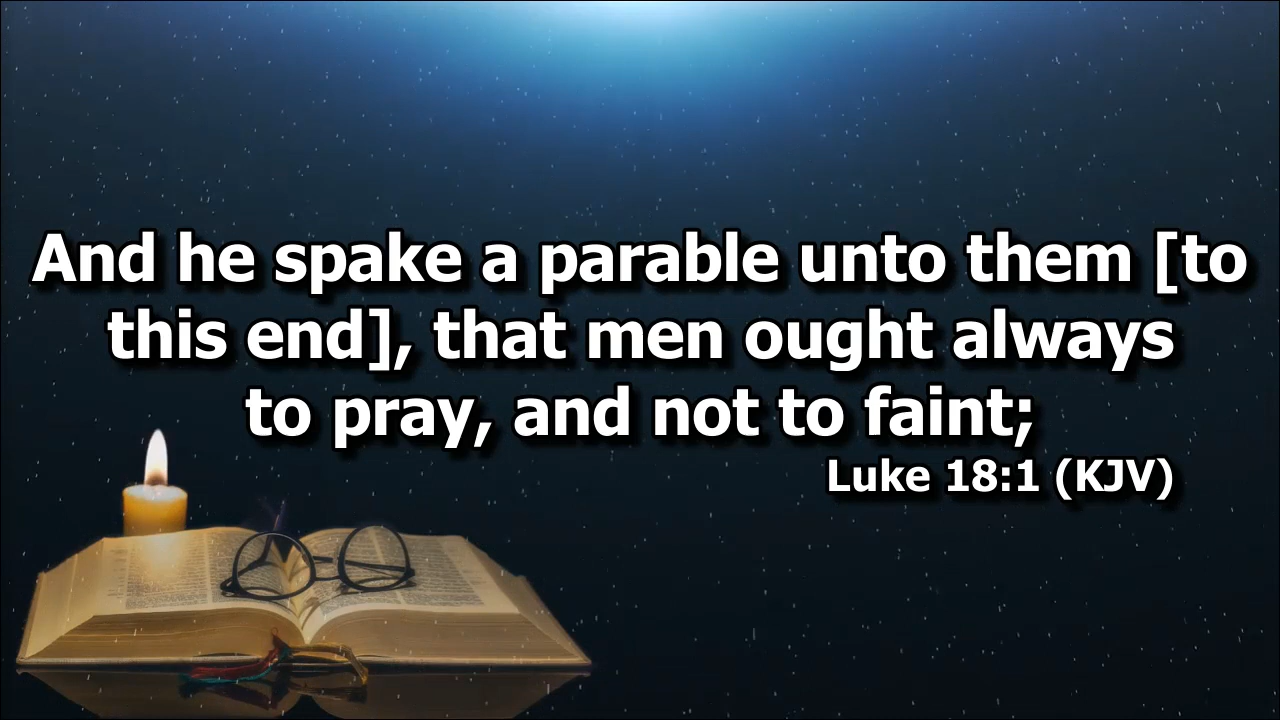 And he spake a parable unto them [to
this end], that men ought always
to pray, and not to faint;
Luke 18:1 (KJV)